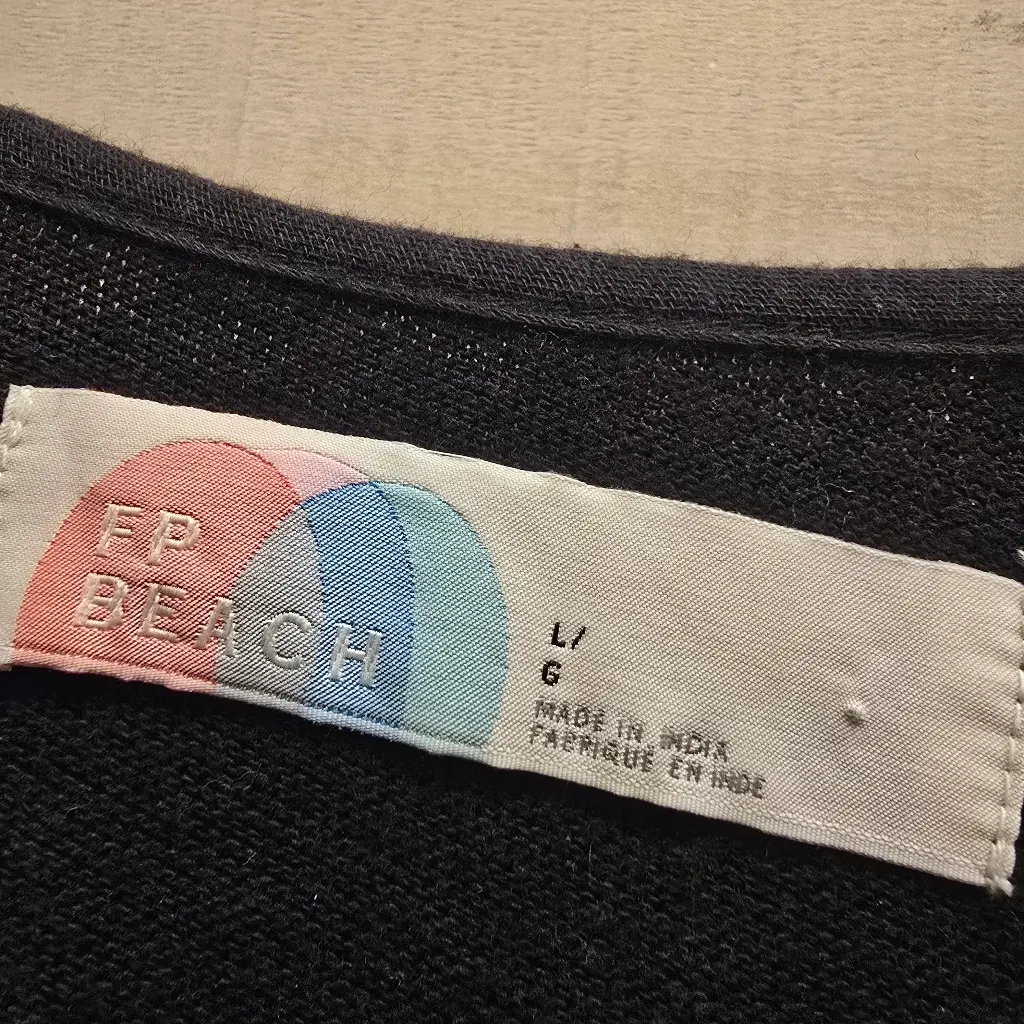 FP
BEACH
L/
G
MADE IN INDIA
FABRIQUÉ EN INDE